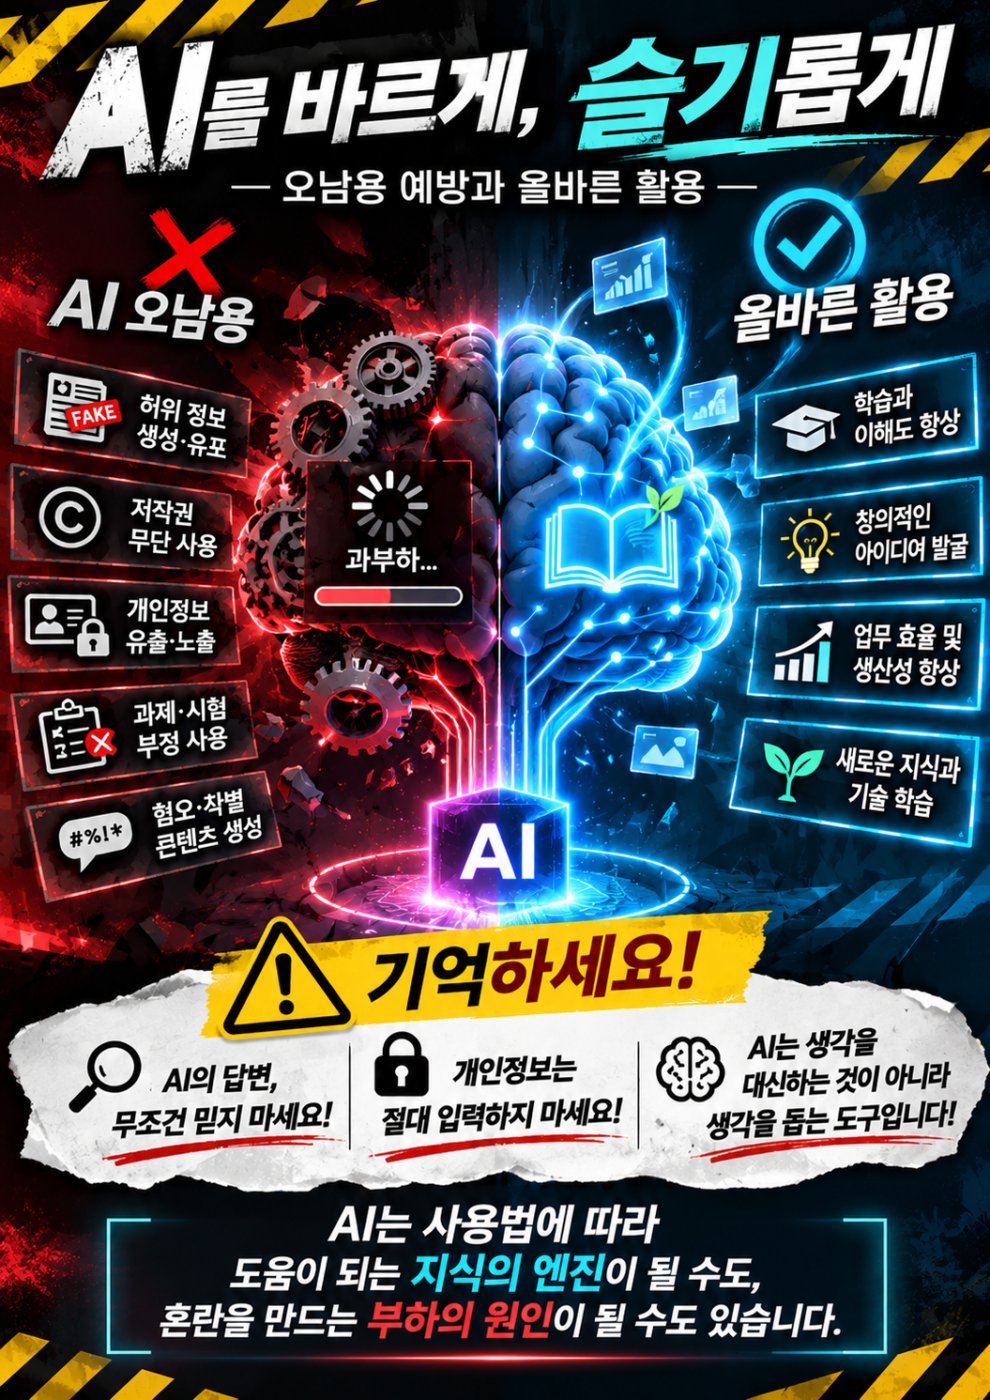 AI를 바르게, 슬기롭게
— 오남용 예방과 올바른 활용 —
AI 오남용
FAKE
허위 정보
생성·유포
저작권
무단 사용
개인정보
유출·노출
과제·시험
부정 사용
#%!*
혐오·차별
콘텐츠 생성
과부하...
AI
올바른 활용
학습과
이해도 향상
창의적인
아이디어 발굴
업무 효율 및
생산성 향상
새로운 지식과
기술 학습
기억하세요!
AI의 답변,
무조건 믿지 마세요!
개인정보는
절대 입력하지 마세요!
AI는 생각을
대신하는 것이 아니라
생각을 돕는 도구입니다!
AI는 사용법에 따라
도움이 되는 지식의 엔진이 될 수도,
혼란을 만드는 부하의 원인이 될 수도 있습니다.